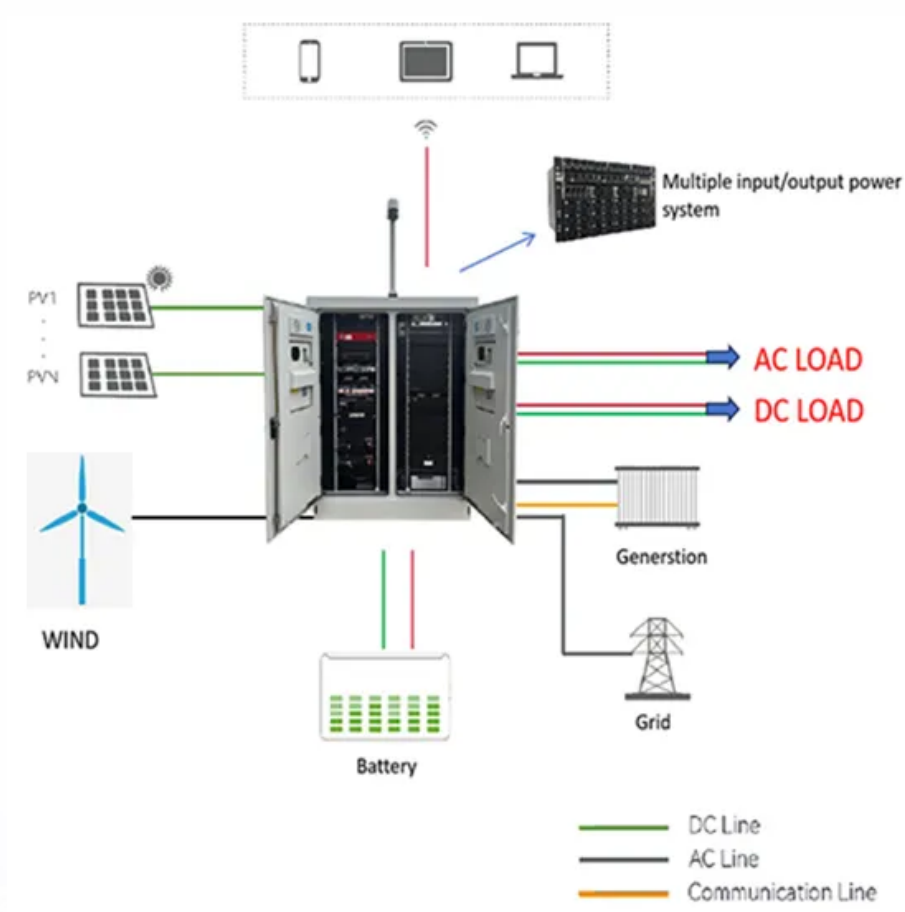 Multiple input/output power
system
PV1
PVN
AC LOAD
DC LOAD
Generstion
WIND
Grid
Battery
DC Line
AC Line
Communication Line